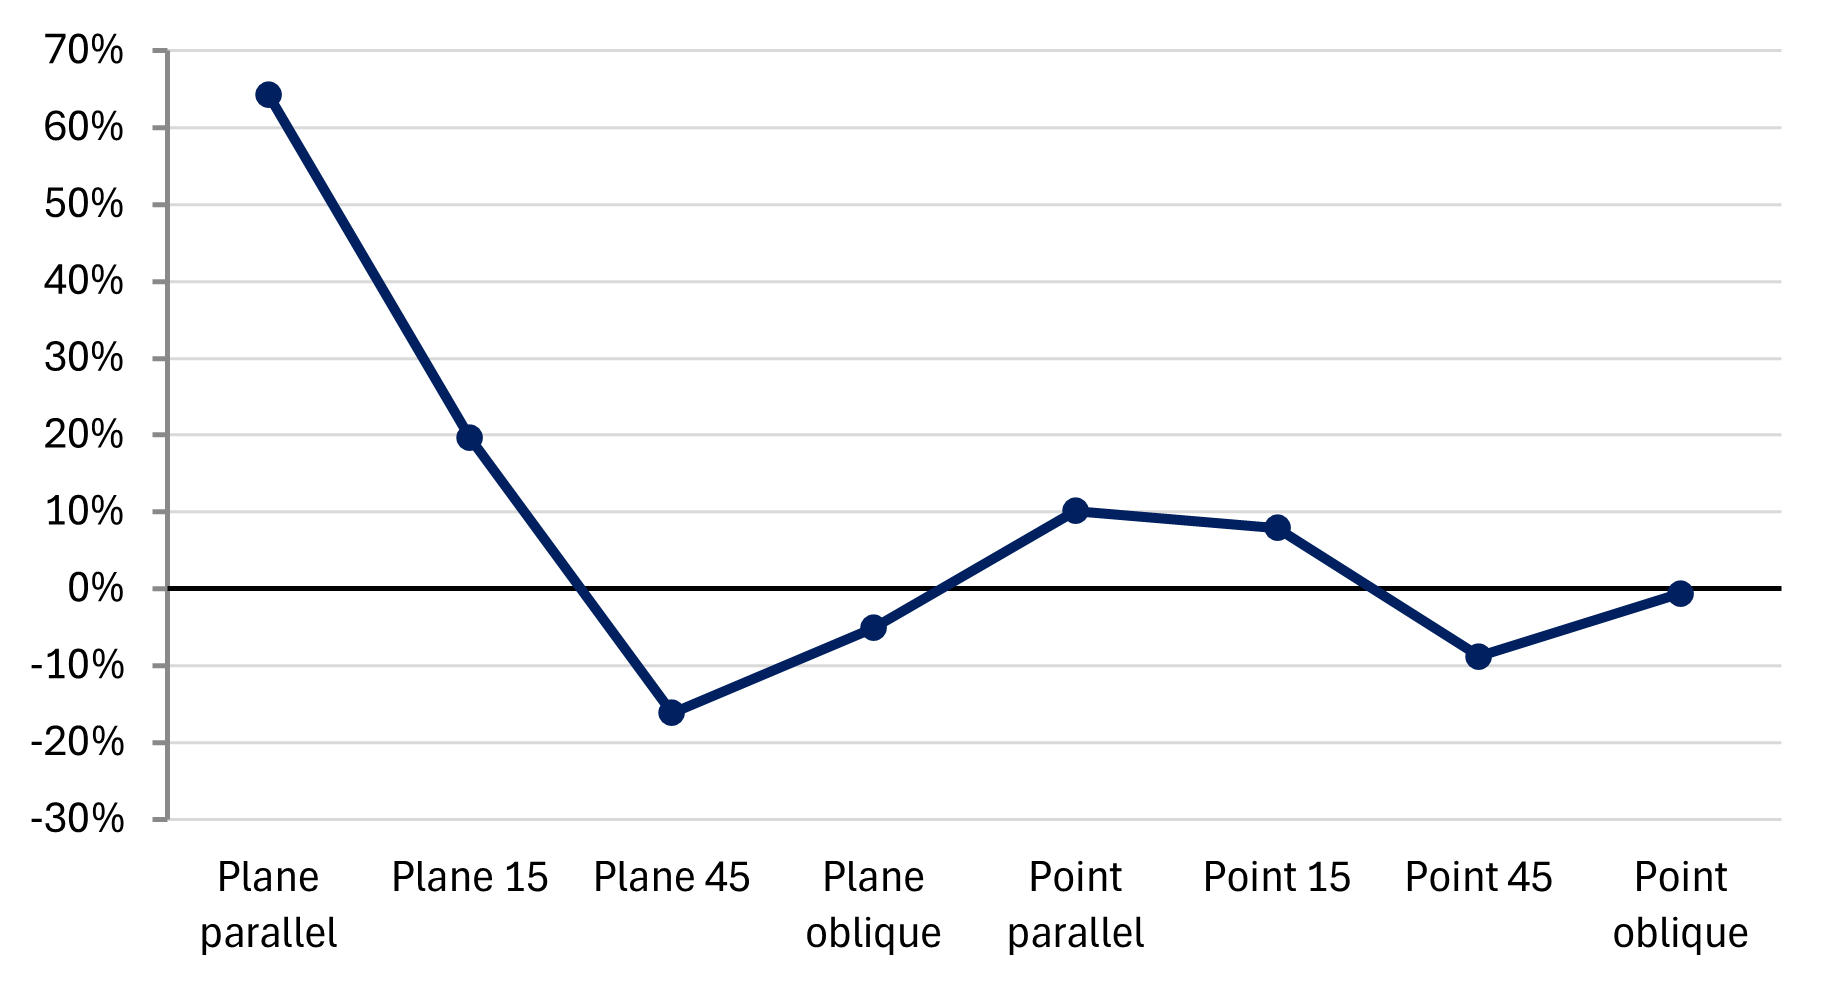 70%
60%
50%
40%
30%
20%
10%
0%
-10%
-20%
-30%
Plane parallel
Plane 15
Plane 45
Plane oblique
Point parallel
Point 15
Point 45
Point oblique